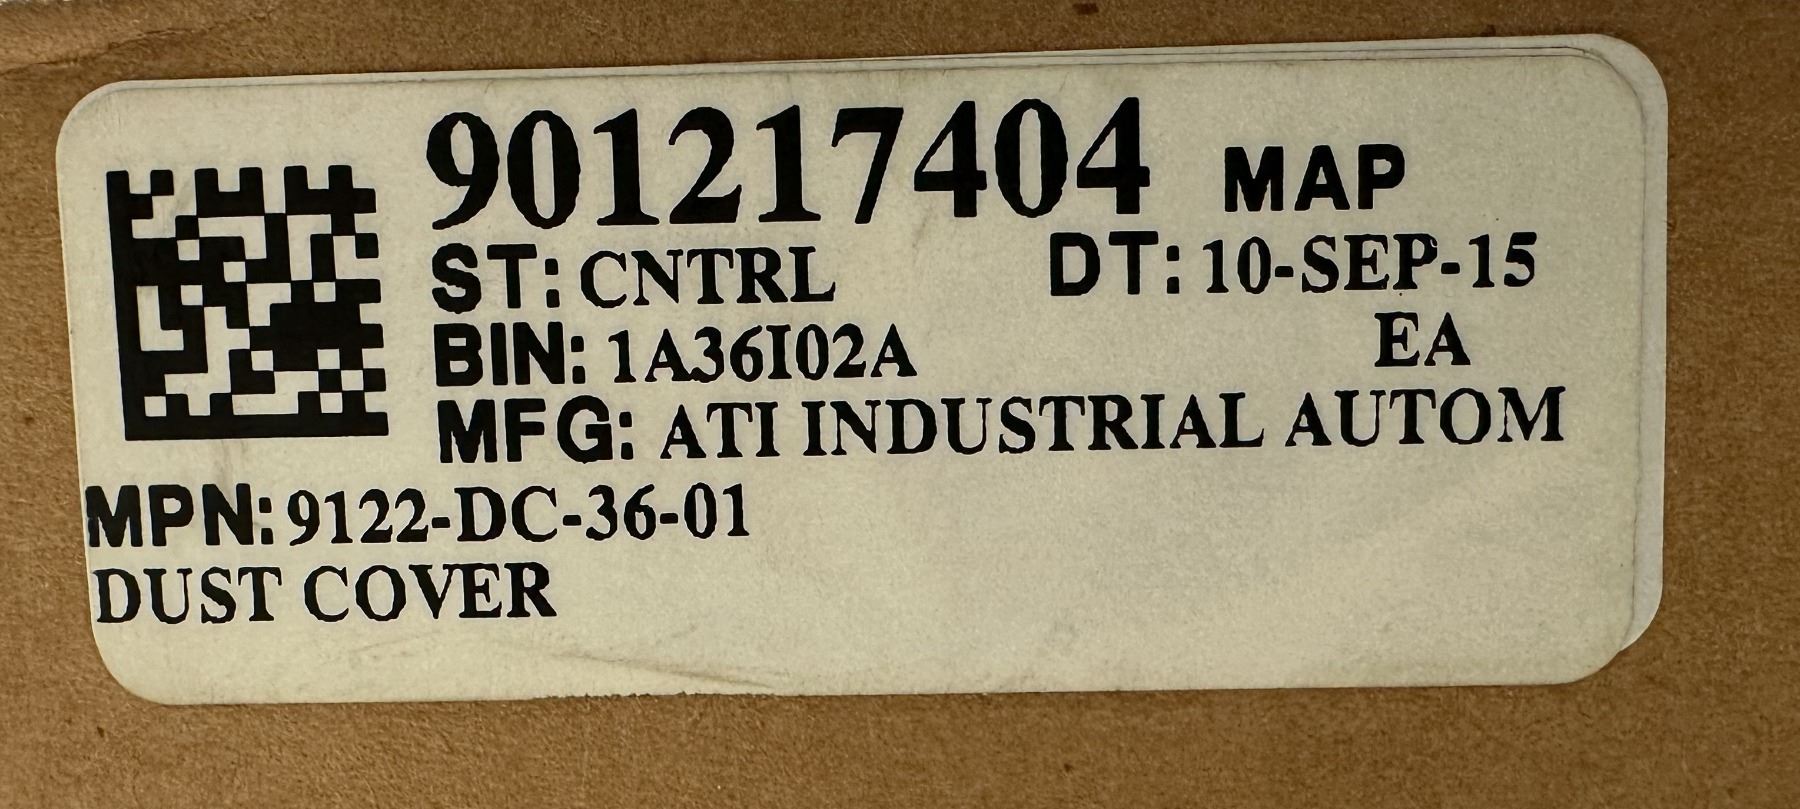 901217404 MAP
ST: CNTRL DT: 10-SEP-15
BIN: 1A36I02A EA
MFG: ATI INDUSTRIAL AUTOM
MPN: 9122-DC-36-01
DUST COVER